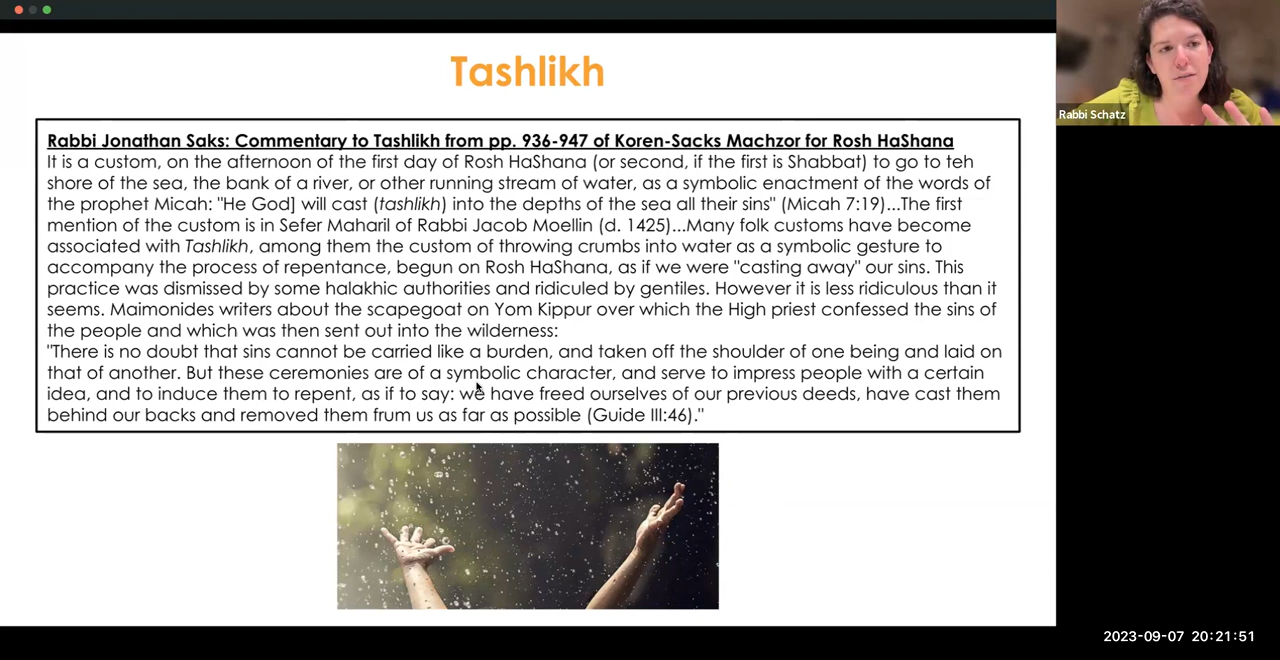 Tashlikh
Rabbi Jonathan Saks: Commentary to Tashlikh from pp. 936-947 of Koren-Sacks Machzor for Rosh HaShana
It is a custom, on the afternoon of the first day of Rosh HaShana (or second, if the first is Shabbat) to go to teh
shore of the sea, the bank of a river, or other running stream of water, as a symbolic enactment of the words of
the prophet Micah: "He God] will cast (tashlikh) into the depths of the sea all their sins" (Micah 7:19)...The first
mention of the custom is in Sefer Maharil of Rabbi Jacob Moellin (d. 1425)...Many folk customs have become
associated with Tashlikh, among them the custom of throwing crumbs into water as a symbolic gesture to
accompany the process of repentance, begun on Rosh HaShana, as if we were "casting away" our sins. This
practice was dismissed by some halakhic authorities and ridiculed by gentiles. However it is less ridiculous than it
seems. Maimonides writers about the scapegoat on Yom Kippur over which the High priest confessed the sins of
the people and which was then sent out into the wilderness:
"There is no doubt that sins cannot be carried like a burden, and taken off the shoulder of one being and laid on
that of another. But these ceremonies are of a symbolic character, and serve to impress people with a certain
idea, and to induce them to repent, as if to say: we have freed ourselves of our previous deeds, have cast them
behind our backs and removed them frum us as far as possible (Guide III:46)."
Rabbi Schatz
2023-09-07 20:21:51